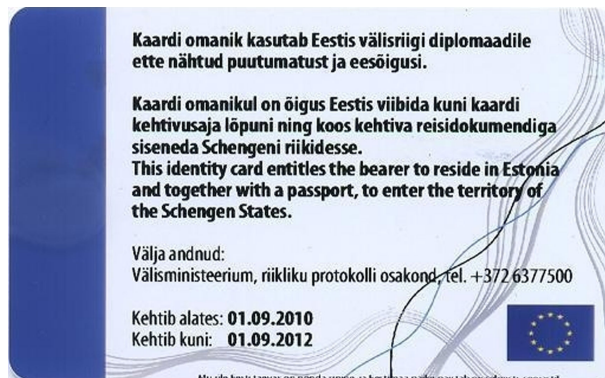 Kaardi omanik kasutab Eestis välisriigi diplomaadile
ette nähtud puutumatust ja eesõigusi.
Kaardi omanikul on õigus Eestis viibida kuni kaardi
kehtivusaja lõpuni ning koos kehtiva reisidokumendiga
siseneda Schengeni riikidesse.
This identity card entitles the bearer to reside in Estonia
and together with a passport, to enter the territory of
the Schengen States.
Välja andnud:
Välisministeerium, riikliku protokolli osakond, tel. +372 6377500
Kehtib alates: 01.09.2010
Kehtib kuni: 01.09.2012